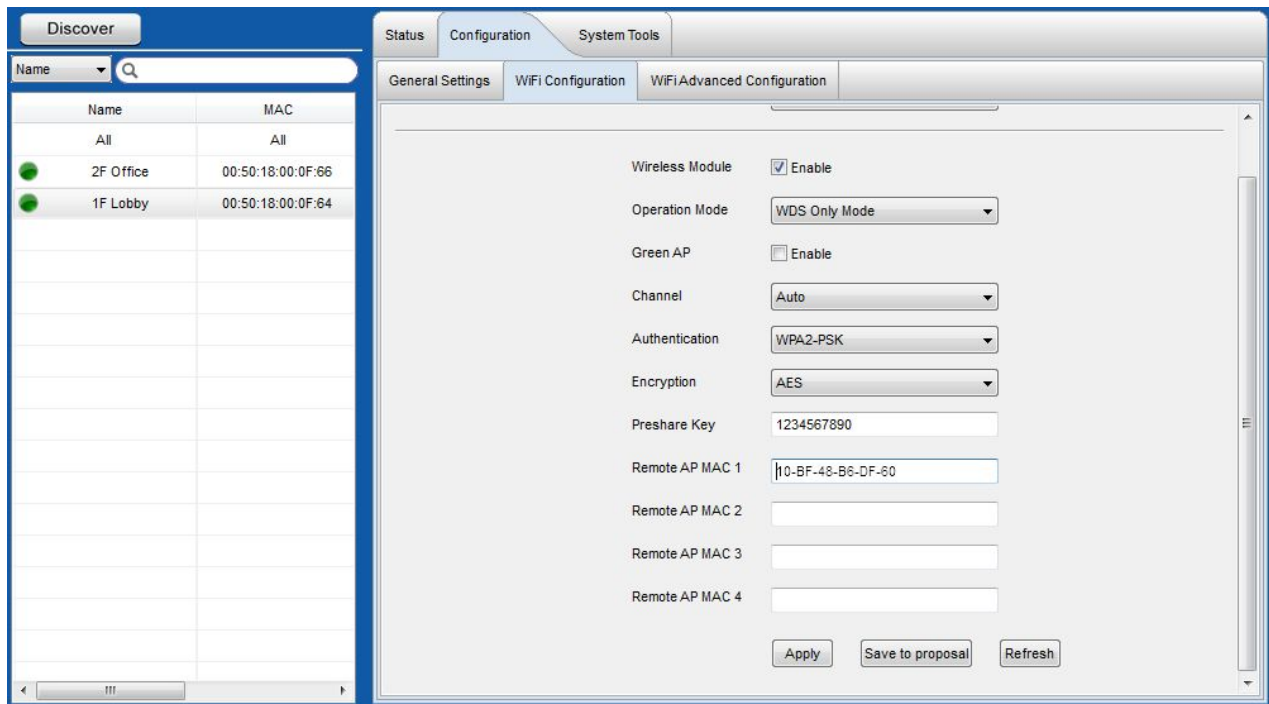 Discover
Name
Name MAC
All All
2F Office 00:50:18:00:0F:66
1F Lobby 00:50:18:00:0F:64
Status Configuration System Tools
General Settings WiFi Configuration WiFi Advanced Configuration
Wireless Module Enable
Operation Mode WDS Only Mode
Green AP Enable
Channel Auto
Authentication WPA2-PSK
Encryption AES
Preshare Key 1234567890
Remote AP MAC 1 10-BF-48-B6-DF-60
Remote AP MAC 2
Remote AP MAC 3
Remote AP MAC 4
Apply Save to proposal Refresh